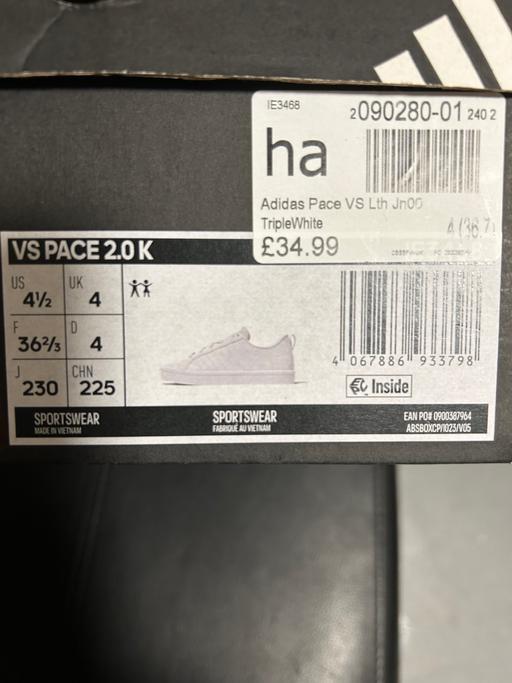 IE3468
2090280-01 240 2
ha
Adidas Pace VS Lth Jn00
TripleWhite
4 (36.7)
£34.99
VS PACE 2.0 K
US 4½ UK 4
F 36⅔ D 4
J 230 CHN 225
4 067886 933798
Inside
SPORTSWEAR
MADE IN VIETNAM
SPORTSWEAR
FABRIQUÉ AU VIETNAM
EAN PO# 0900387964
ABSBOXCP/1023/V05